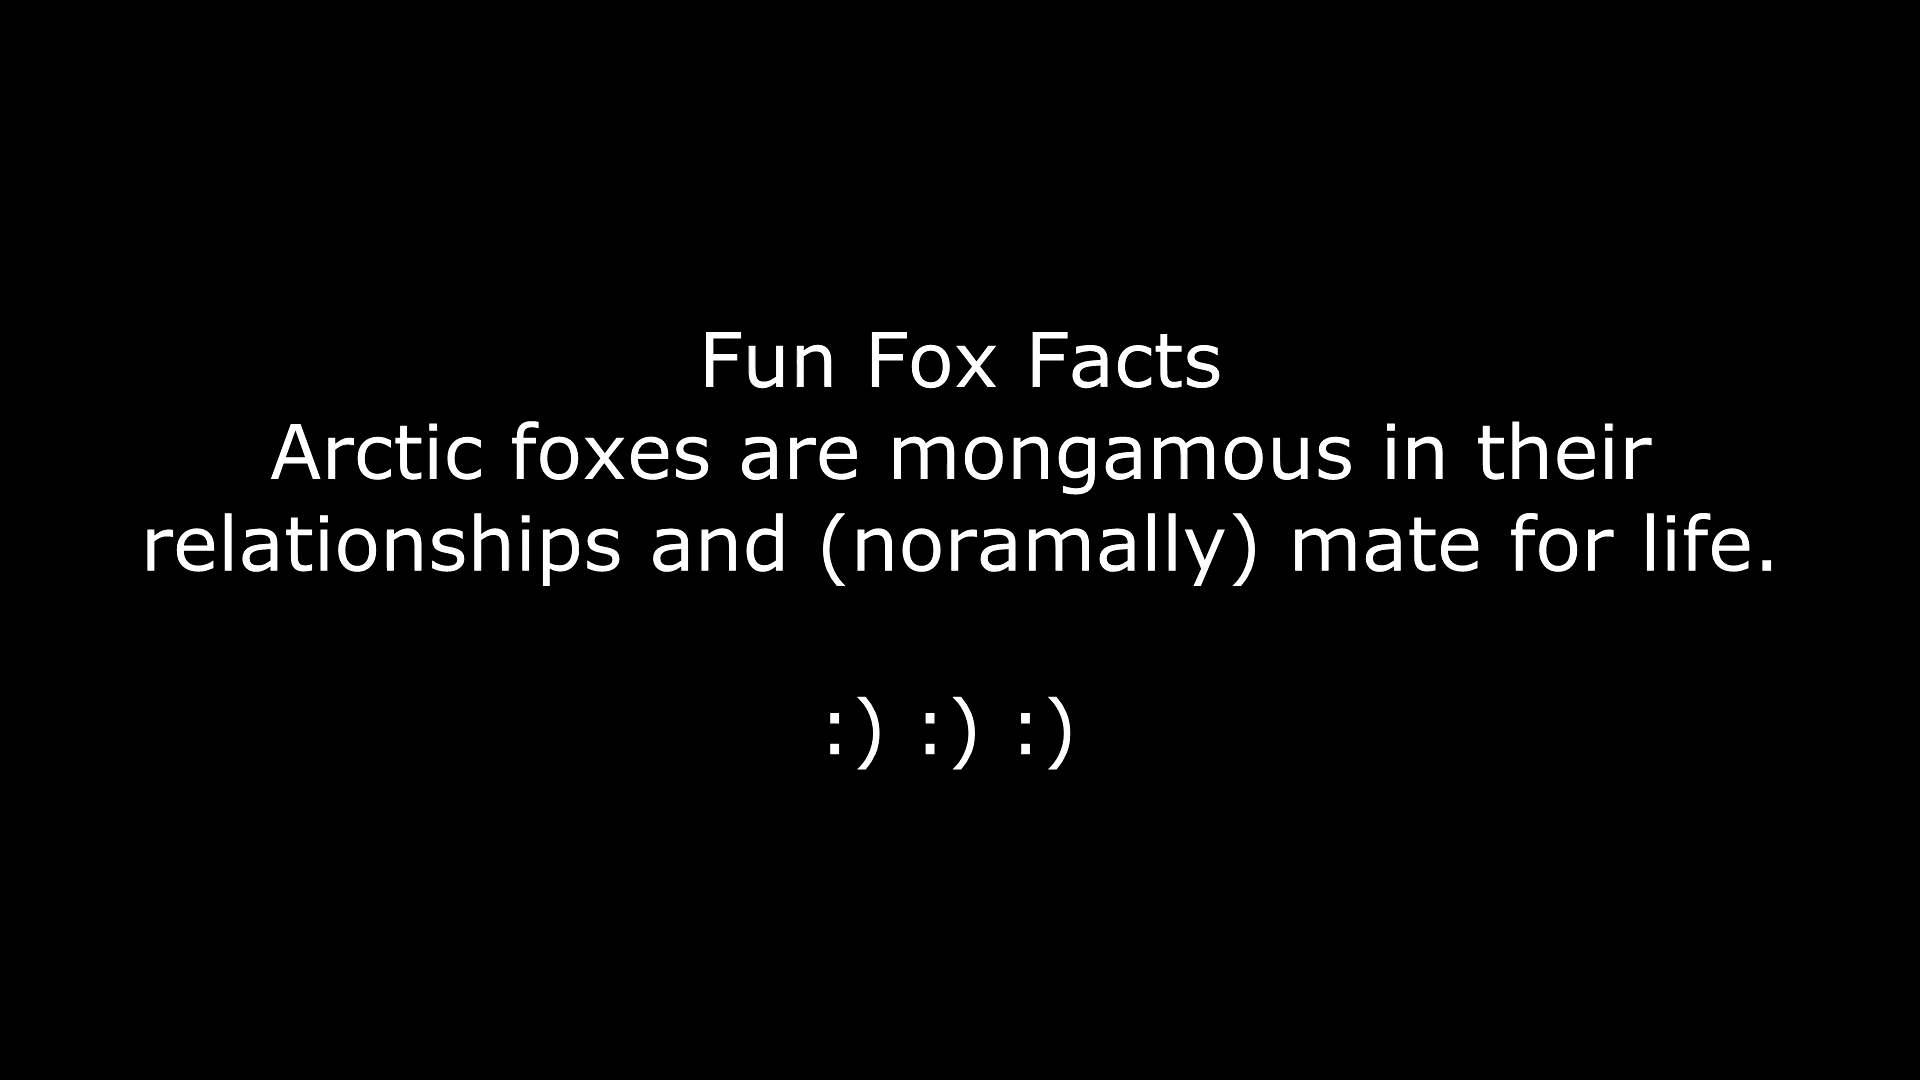 Fun Fox Facts
Arctic foxes are mongamous in their
relationships and (noramally) mate for life.
:) :) :)